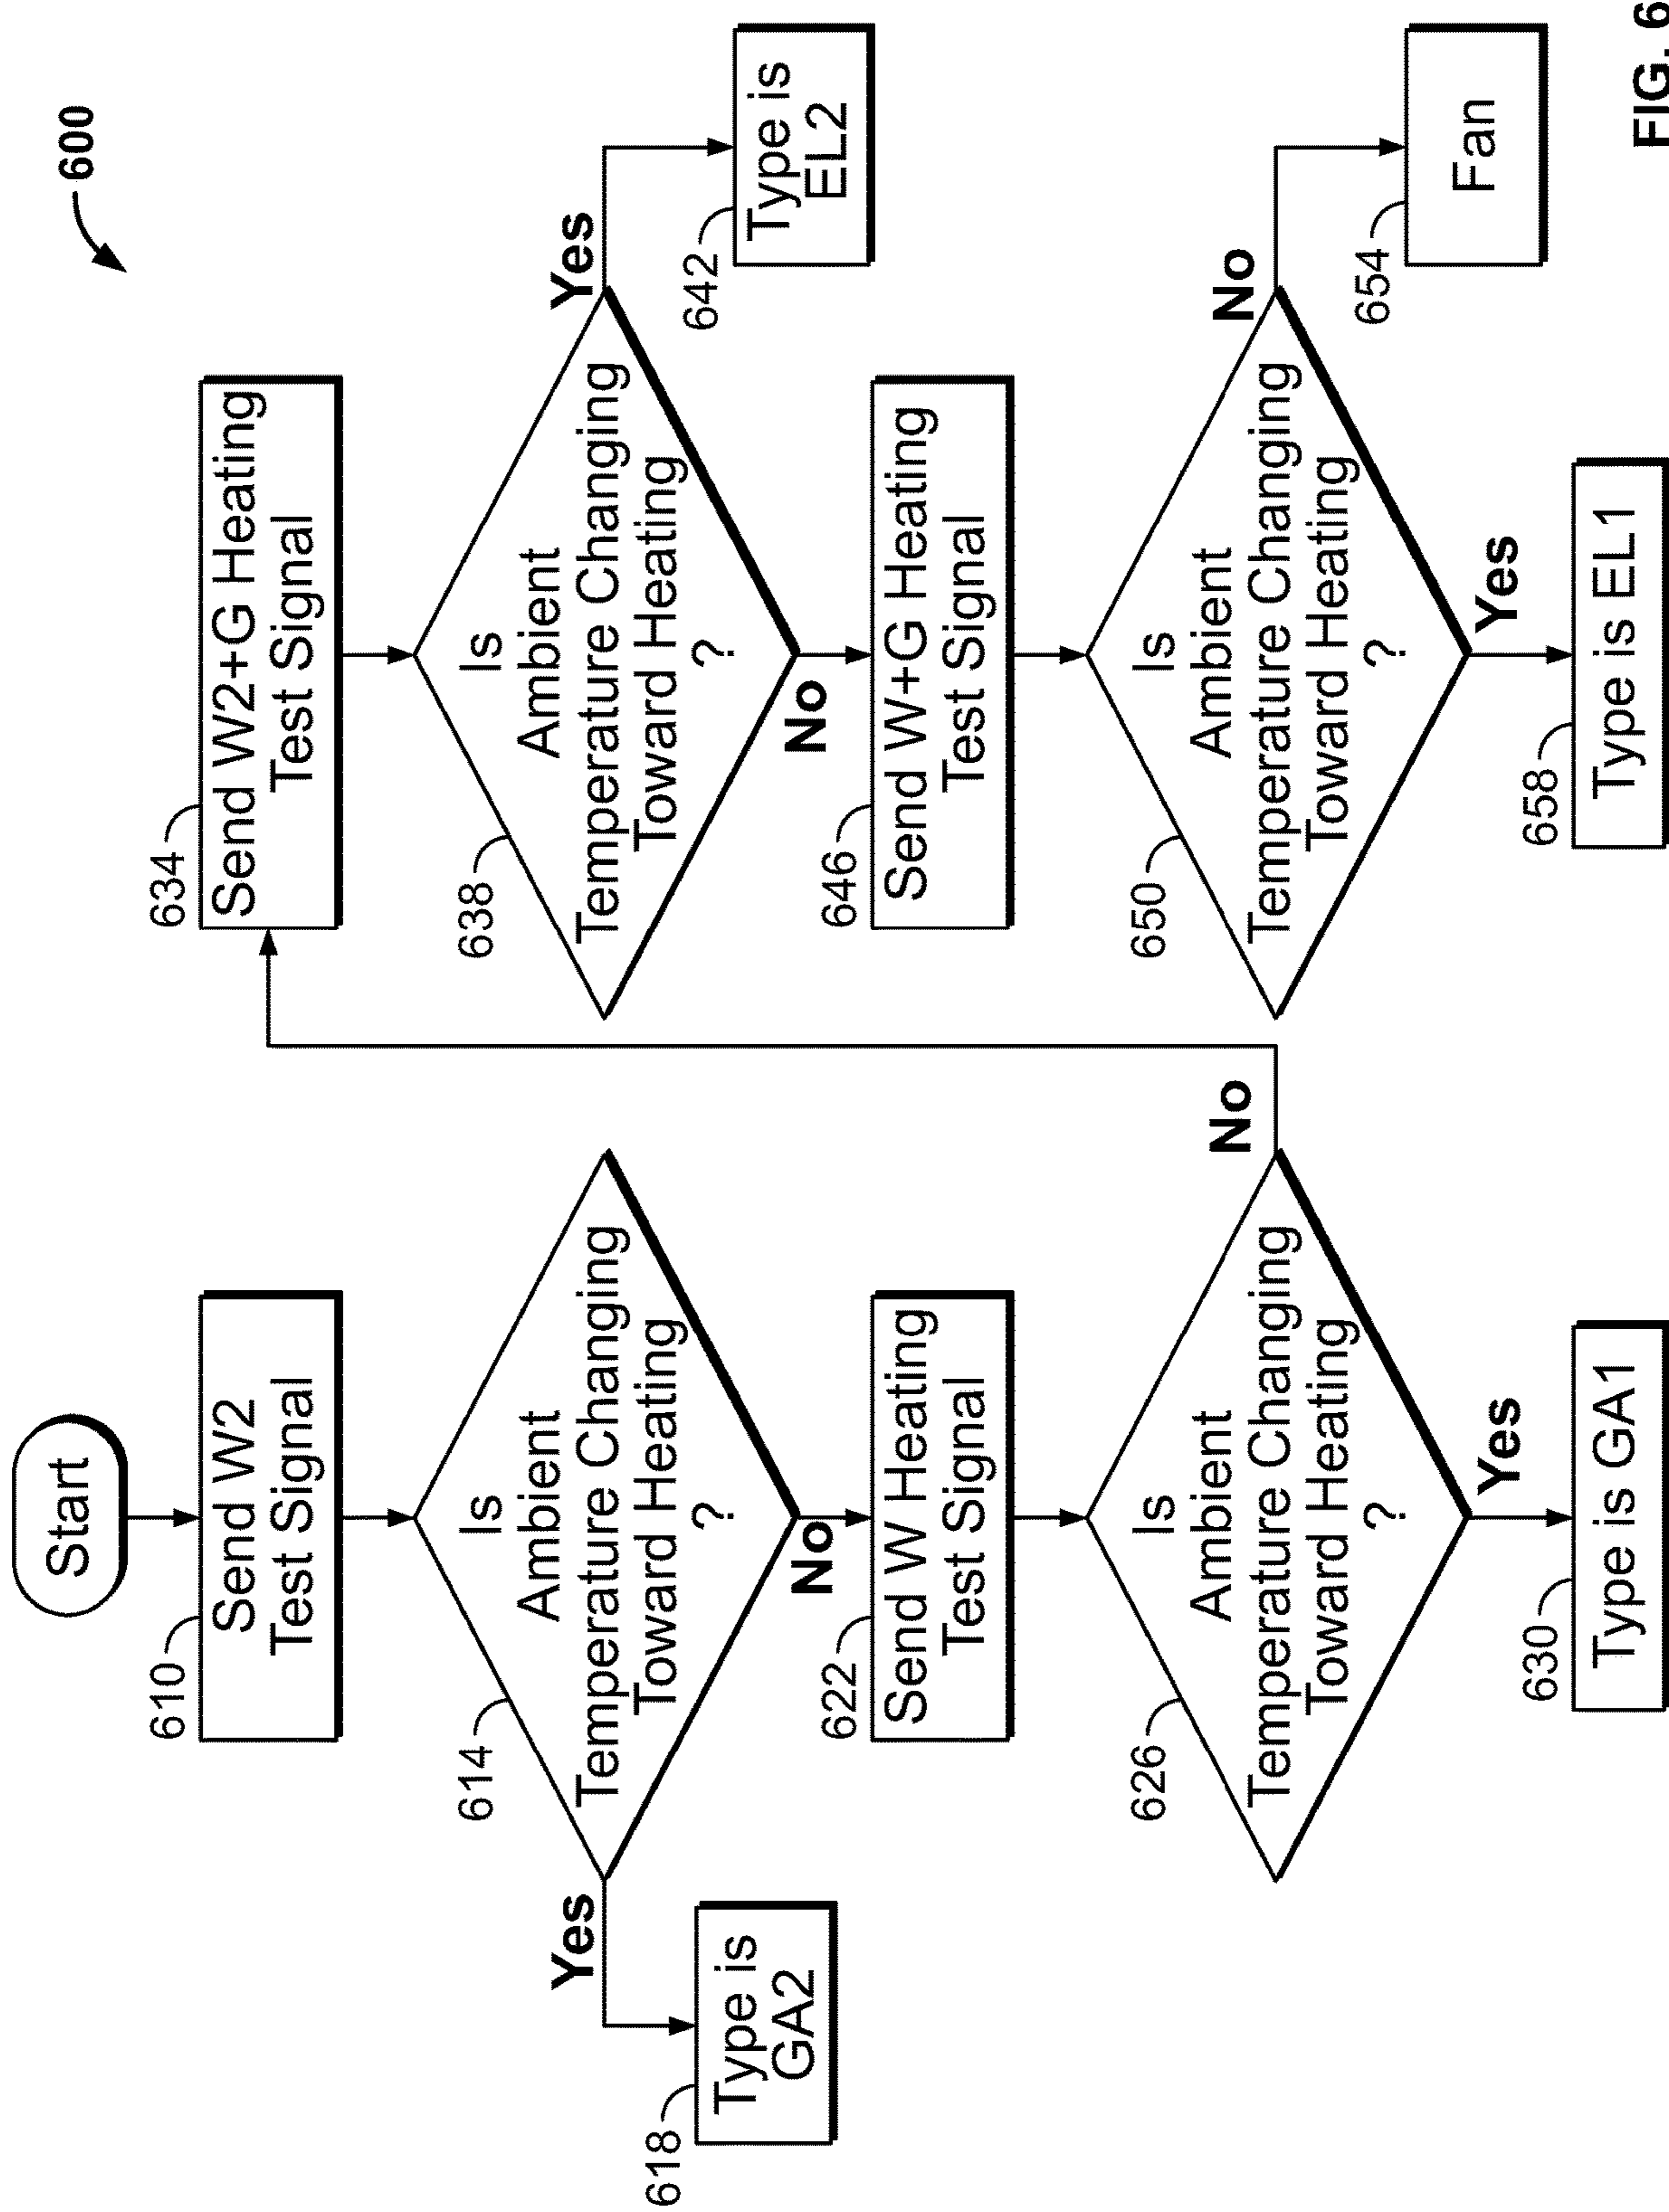 600
Start
610
Send W2
Test Signal
614
Is
Ambient
Temperature Changing
Toward Heating
?
Yes
618
Type is
GA2
No
622
Send W Heating
Test Signal
626
Is
Ambient
Temperature Changing
Toward Heating
?
No
Yes
630
Type is GA1
634
Send W2+G Heating
Test Signal
638
Is
Ambient
Temperature Changing
Toward Heating
?
Yes
642
Type is
EL2
No
646
Send W+G Heating
Test Signal
650
Is
Ambient
Temperature Changing
Toward Heating
?
No
654
Fan
Yes
658
Type is EL1
FIG. 6